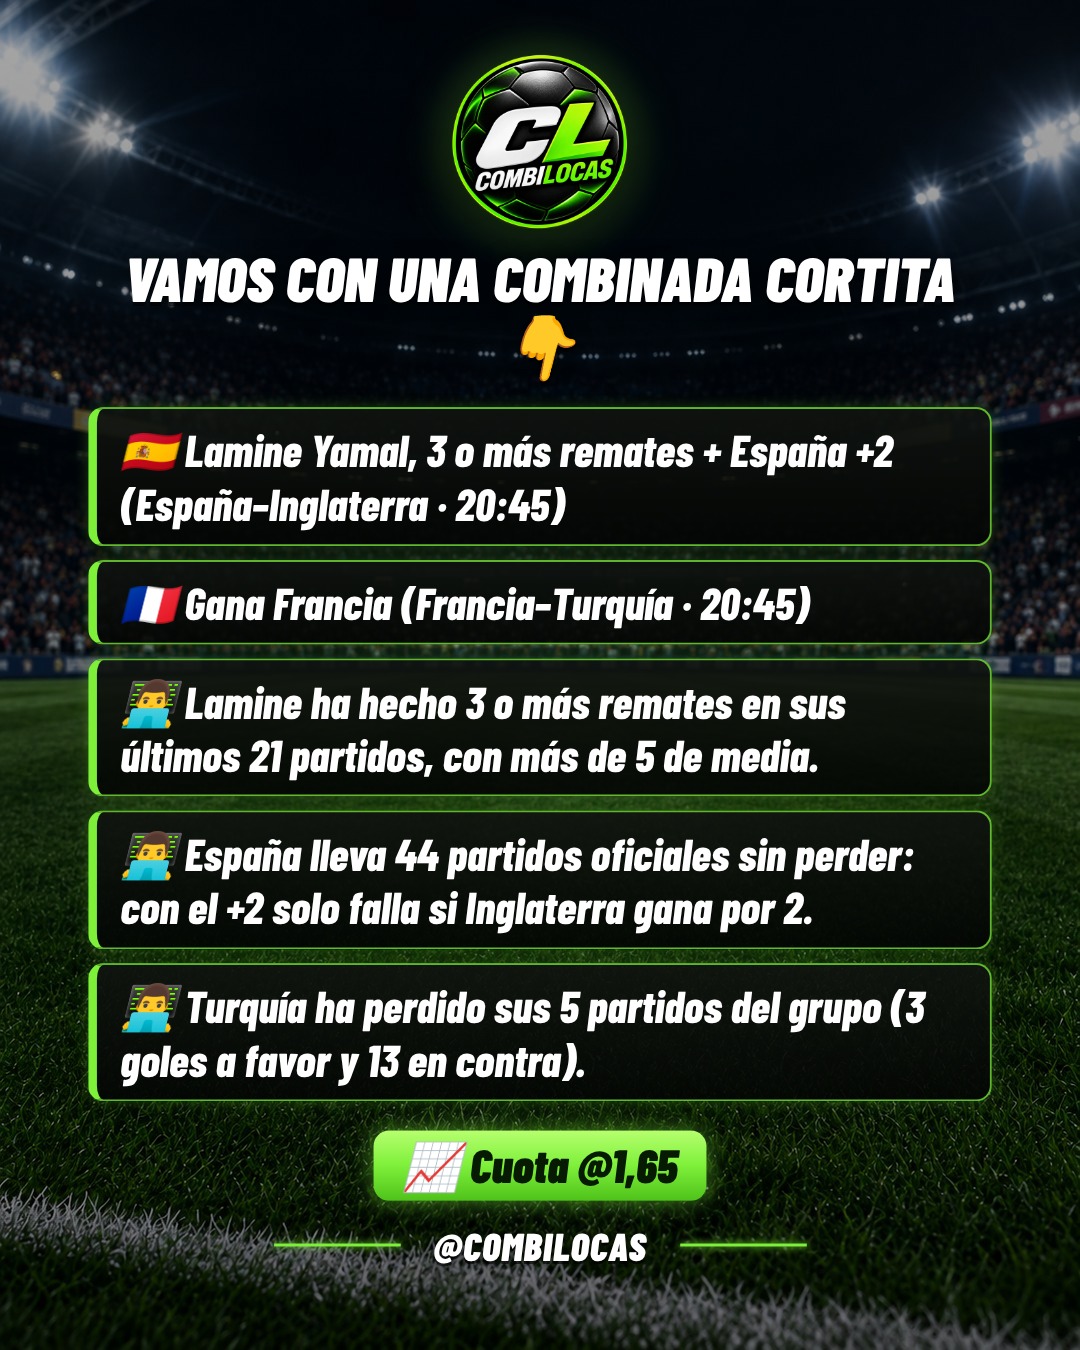 CL
COMBILOCAS
VAMOS CON UNA COMBINADA CORTITA
👇
🇪🇸 Lamine Yamal, 3 o más remates + España +2
(España-Inglaterra · 20:45)
🇫🇷 Gana Francia (Francia-Turquía · 20:45)
👨‍💻 Lamine ha hecho 3 o más remates en sus
últimos 21 partidos, con más de 5 de media.
👨‍💻 España lleva 44 partidos oficiales sin perder:
con el +2 solo falla si Inglaterra gana por 2.
👨‍💻 Turquía ha perdido sus 5 partidos del grupo (3
goles a favor y 13 en contra).
📈 Cuota @1,65
@COMBILOCAS